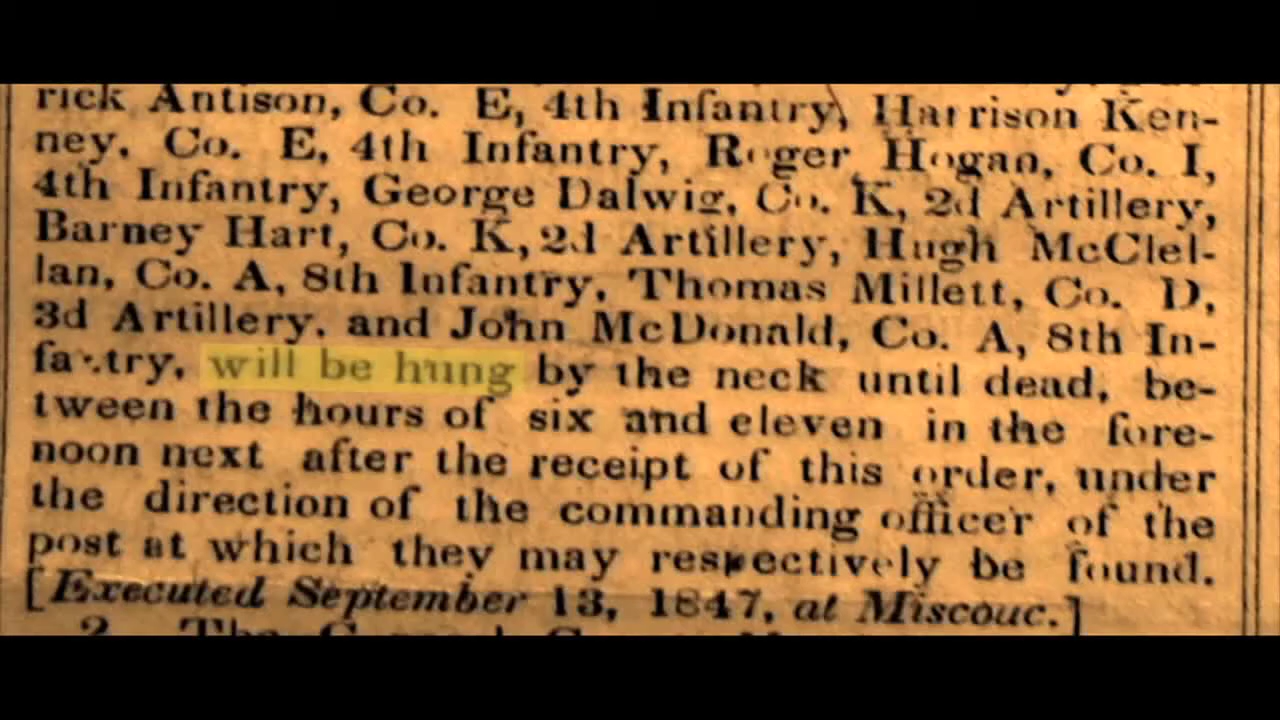 rick Antison, Co. E, 4th Infantry, Harrison Ken-
ney, Co. E, 4th Infantry, Roger Hogan, Co. I,
4th Infantry, George Dalwig, Co. K, 2d Artillery,
Barney Hart, Co. K, 2d Artillery, Hugh McClel-
lan, Co. A, 8th Infantry, Thomas Millett, Co. D,
3d Artillery, and John McDonald, Co. A, 8th In-
fantry, will be hung by the neck until dead, be-
tween the hours of six and eleven in the fore-
noon next after the receipt of this order, under
the direction of the commanding officer of the
post at which they may respectively be found.
[Executed September 13, 1847, at Miscouc.]
2. The